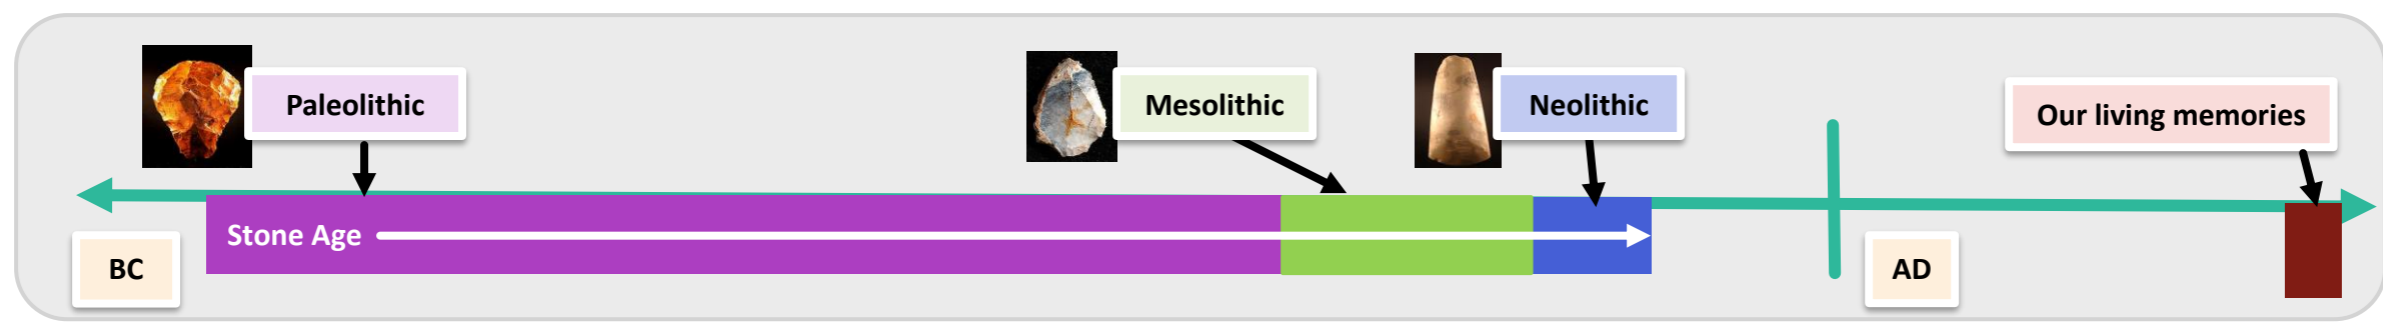 Paleolithic
Mesolithic
Neolithic
Our living memories
Stone Age
BC
AD